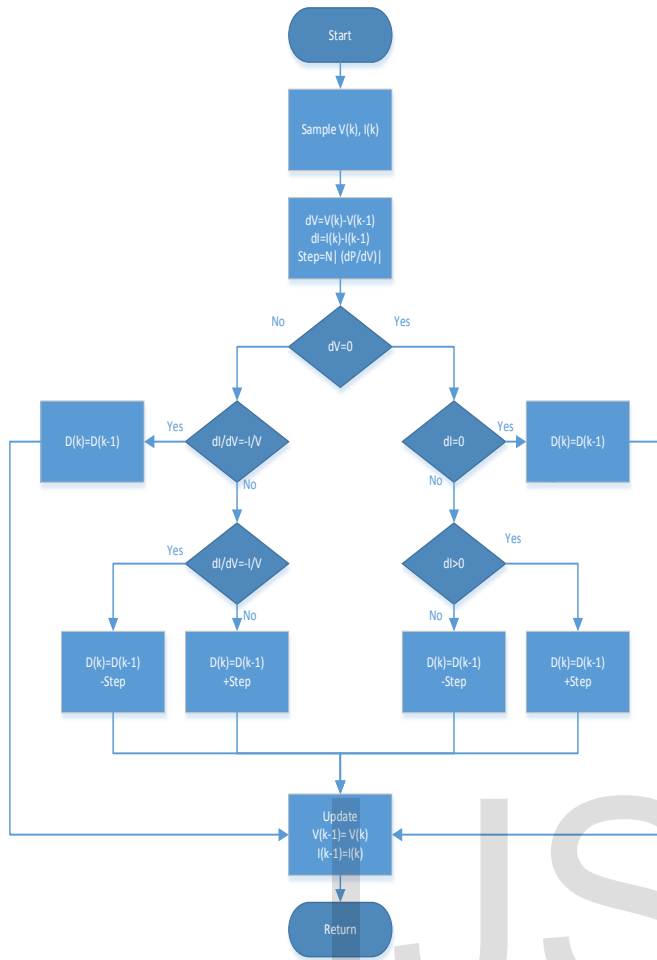 Start
Sample V(k), I(k)
dV=V(k)-V(k-1)
dI=I(k)-I(k-1)
Step=N| (dP/dV)|
No
Yes
dV=0
D(k)=D(k-1)
Yes
dI/dV=-I/V
dI=0
Yes
D(k)=D(k-1)
No
No
Yes
dI/dV=-I/V
dI>0
Yes
No
No
D(k)=D(k-1)
-Step
D(k)=D(k-1)
+Step
D(k)=D(k-1)
-Step
D(k)=D(k-1)
+Step
Update
V(k-1)= V(k)
I(k-1)=I(k)
Return
IJS